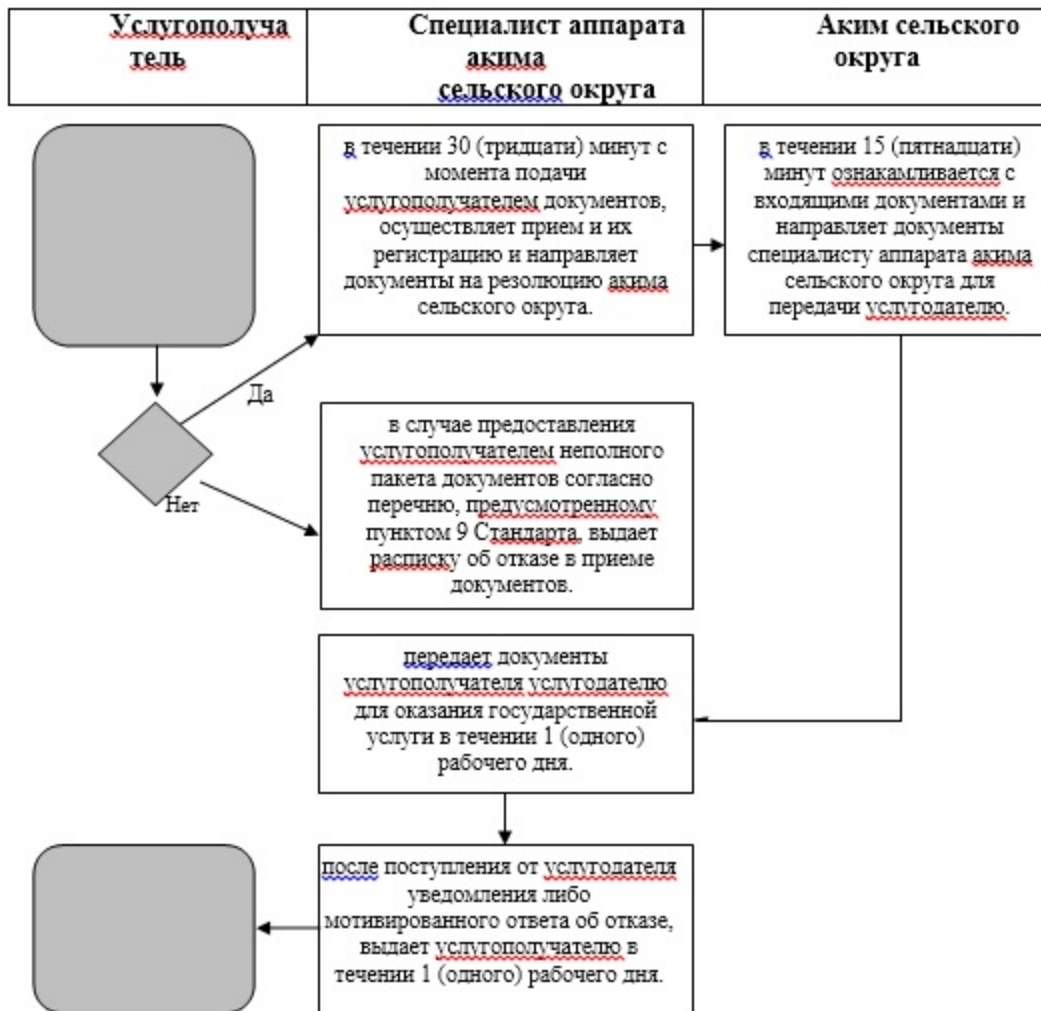 Услугополуча
тель
Специалист аппарата
акима
сельского округа
Аким сельского
округа
в течении 30 (тридцати) минут с
момента подачи
услугополучателем документов,
осуществляет прием и их
регистрацию и направляет
документы на резолюцию акима
сельского округа.
в течении 15 (пятнадцати)
минут ознакамливается с
входящими документами и
направляет документы
специалисту аппарата акима
сельского округа для
передачи услугодателю.
Да
Нет
в случае предоставления
услугополучателем неполного
пакета документов согласно
перечню, предусмотренному
пунктом 9 Стандарта, выдает
расписку об отказе в приеме
документов.
передает документы
услугополучателя услугодателю
для оказания государственной
услуги в течении 1 (одного)
рабочего дня.
после поступления от услугодателя
уведомления либо
мотивированного ответа об отказе,
выдает услугополучателю в
течении 1 (одного) рабочего дня.